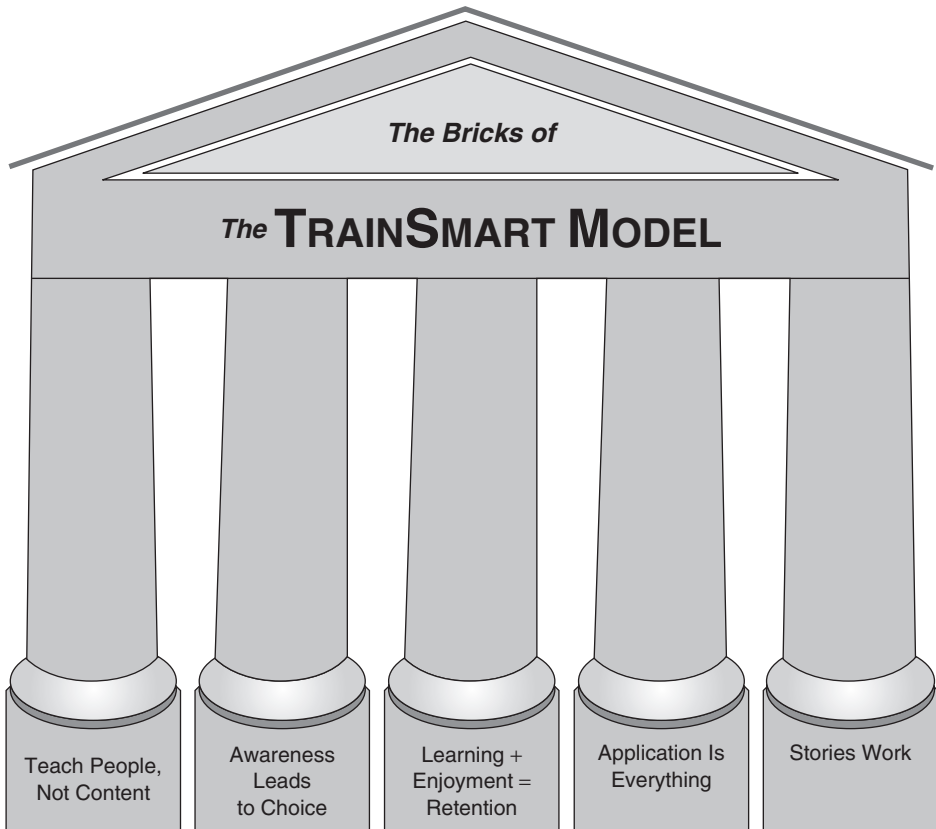 The Bricks of
The TRAINSMART MODEL
Teach People,
Not Content
Awareness
Leads
to Choice
Learning +
Enjoyment =
Retention
Application Is
Everything
Stories Work